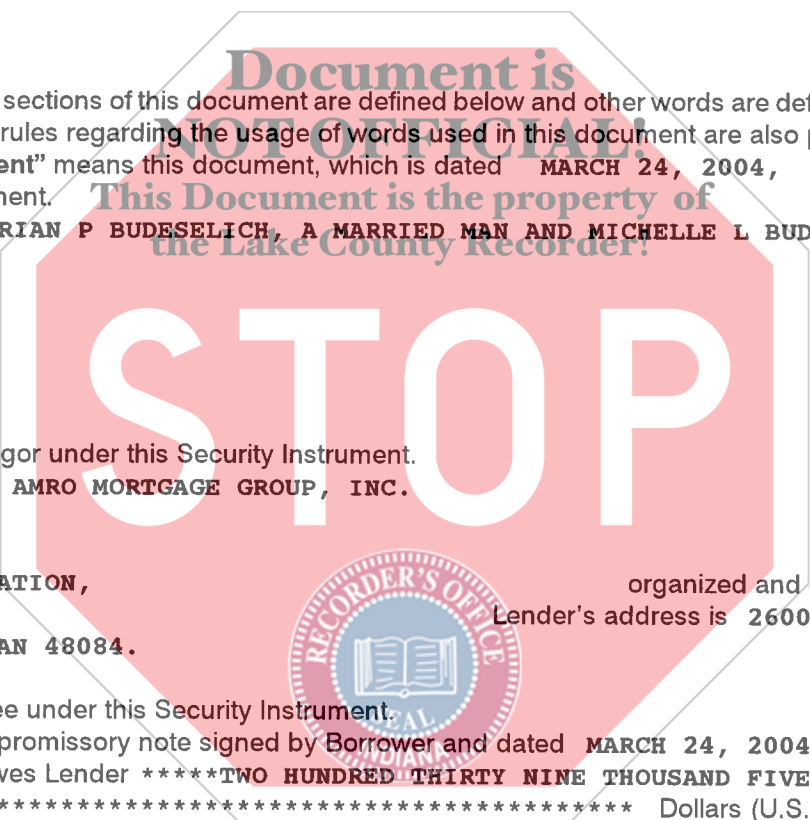 Document is
sections of this document are defined below and other words are def
rules regarding the usage of words used in this document are also p
NOT OFFICIAL!
ent” means this document, which is dated MARCH 24, 2004,
ment.
This Document is the property of
RIAN P BUDESELICH, A MARRIED MAN AND MICHELLE L BUD
the Lake County Recorder!
STOP
gor under this Security Instrument.
AMRO MORTGAGE GROUP, INC.
ATION, organized and
Lender's address is 2600
AN 48084.
RECORDER'S OFFICE
SEAL
INDIANA
ee under this Security Instrument.
promissory note signed by Borrower and dated MARCH 24, 2004
ves Lender *****TWO HUNDRED THIRTY NINE THOUSAND FIVE
**************************************** Dollars (U.S.